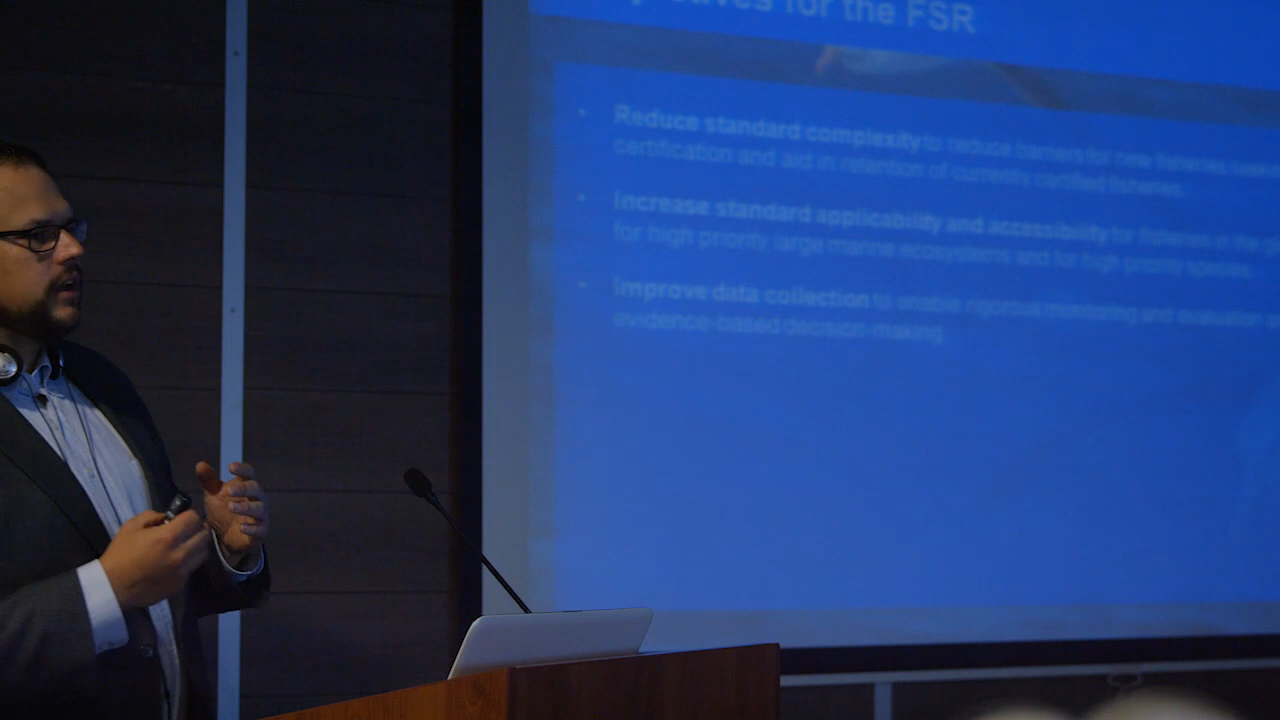 for the FSR
Reduce standard complexity to reduce barriers for new fisheries
certification and aid in retention of currently certified fisheries.
Increase standard applicability and accessibility for fisheries in the
for high priority large marine ecosystems and for high priority species.
Improve data collection to enable rigorous monitoring and evaluation
evidence-based decision-making